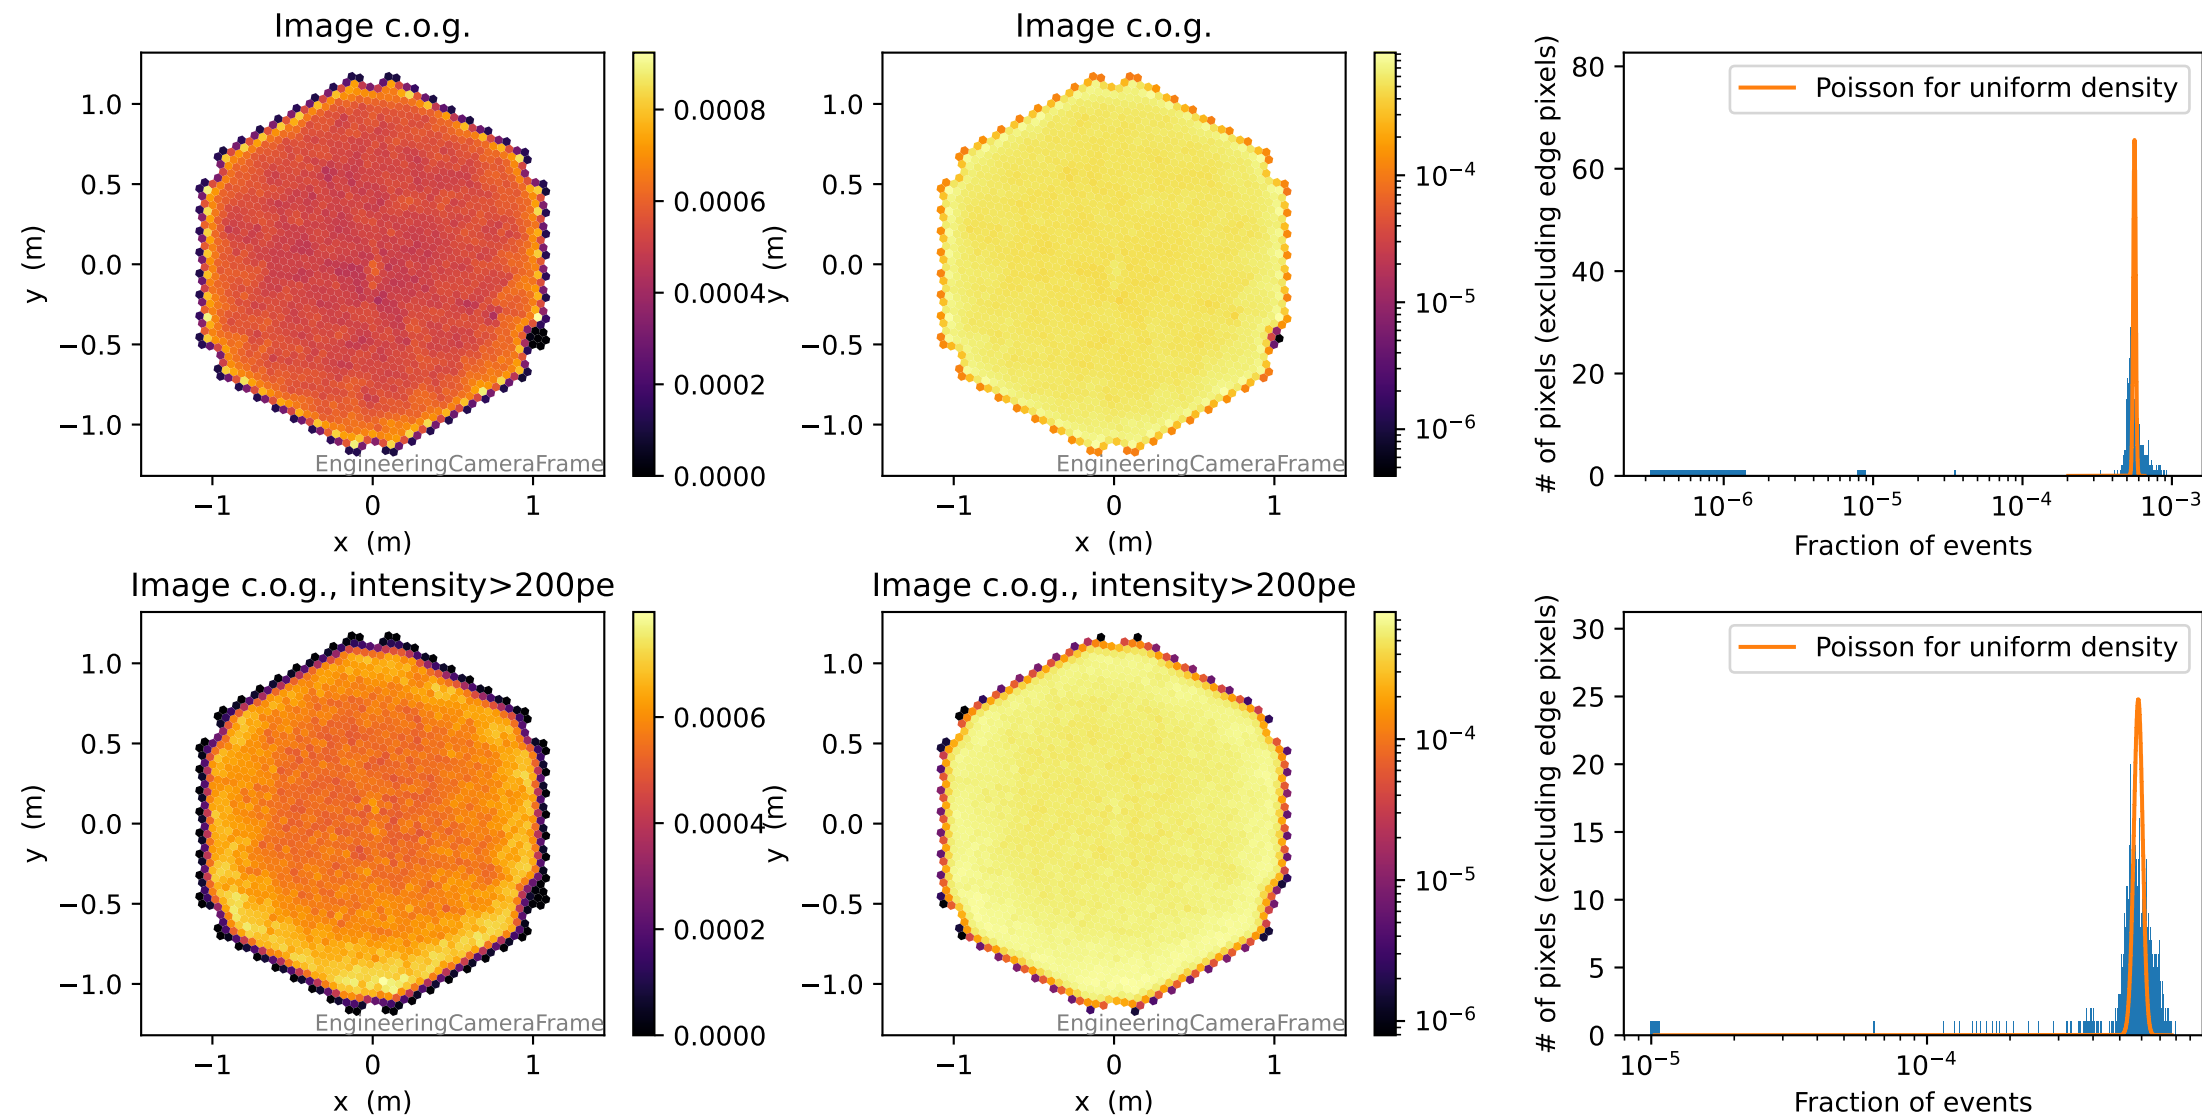 Image c.o.g.
1.0
0.5
0.0
−0.5
−1.0
y (m)
EngineeringCameraFrame
−1 0 1
x (m)
0.0008
0.0006
0.0004
0.0002
0.0000
Image c.o.g.
1.0
0.5
0.0
−0.5
−1.0
y (m)
EngineeringCameraFrame
−1 0 1
x (m)
10−4
10−5
10−6
Poisson for uniform density
80
60
40
20
0
# of pixels (excluding edge pixels)
10−6 10−5 10−4 10−3
Fraction of events
Image c.o.g., intensity>200pe
1.0
0.5
0.0
−0.5
−1.0
y (m)
EngineeringCameraFrame
−1 0 1
x (m)
0.0006
0.0004
0.0002
0.0000
Image c.o.g., intensity>200pe
1.0
0.5
0.0
−0.5
−1.0
y (m)
EngineeringCameraFrame
−1 0 1
x (m)
10−4
10−5
10−6
Poisson for uniform density
30
25
20
15
10
5
0
# of pixels (excluding edge pixels)
10−5 10−4
Fraction of events